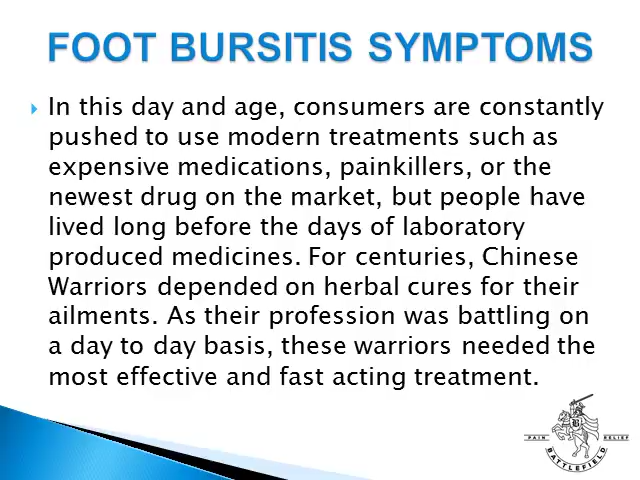 FOOT BURSITIS SYMPTOMS
In this day and age, consumers are constantly
pushed to use modern treatments such as
expensive medications, painkillers, or the
newest drug on the market, but people have
lived long before the days of laboratory
produced medicines. For centuries, Chinese
Warriors depended on herbal cures for their
ailments. As their profession was battling on
a day to day basis, these warriors needed the
most effective and fast acting treatment.
PAIN RELIEF
B
BATTLEFIELD